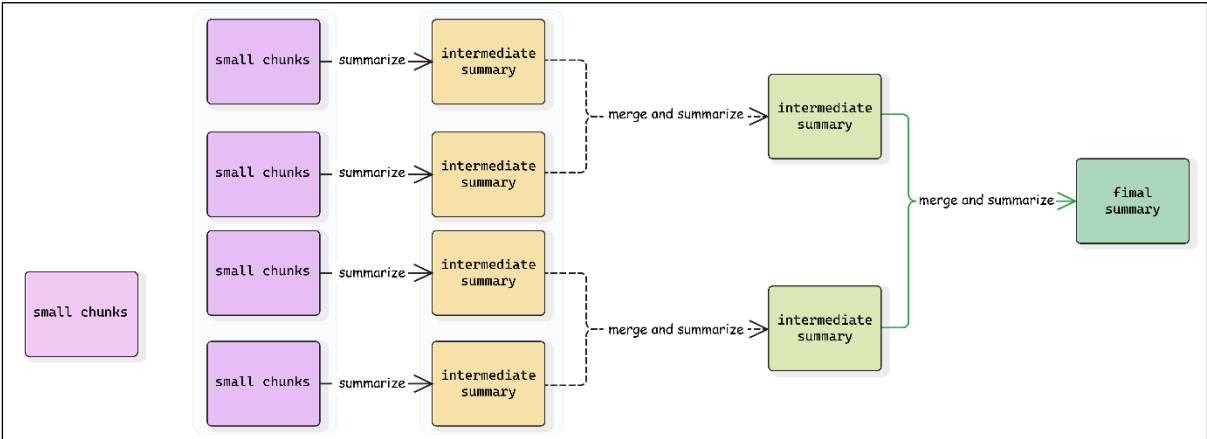 small chunks
summarize
intermediate
summary
small chunks
summarize
intermediate
summary
merge and summarize
intermediate
summary
small chunks
summarize
intermediate
summary
small chunks
summarize
intermediate
summary
merge and summarize
intermediate
summary
merge and summarize
fimal
summary
small chunks